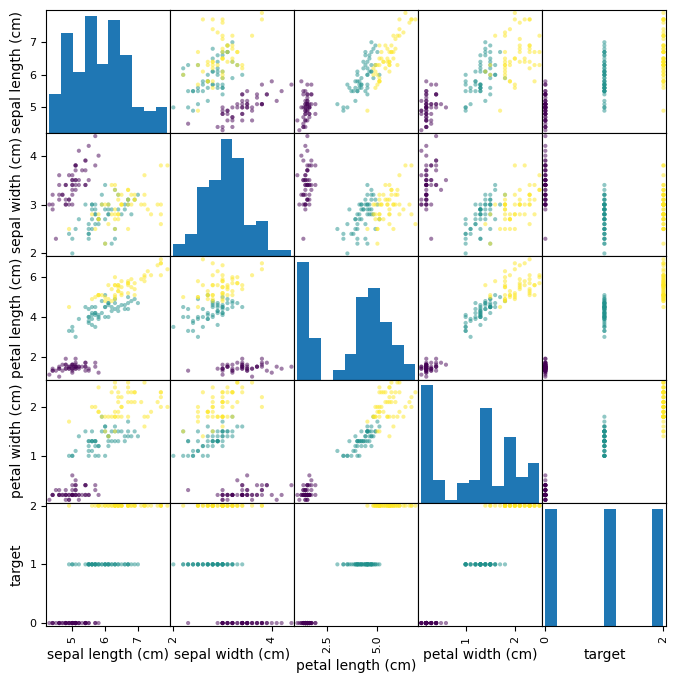 sepal length (cm)
7
6
5
sepal width (cm)
4
3
2
petal length (cm)
6
4
2
petal width (cm)
2
1
target
2
1
0
5
6
7
2
4
2.5
5.0
1
2
0
2
sepal length (cm)
sepal width (cm)
petal length (cm)
petal width (cm)
target